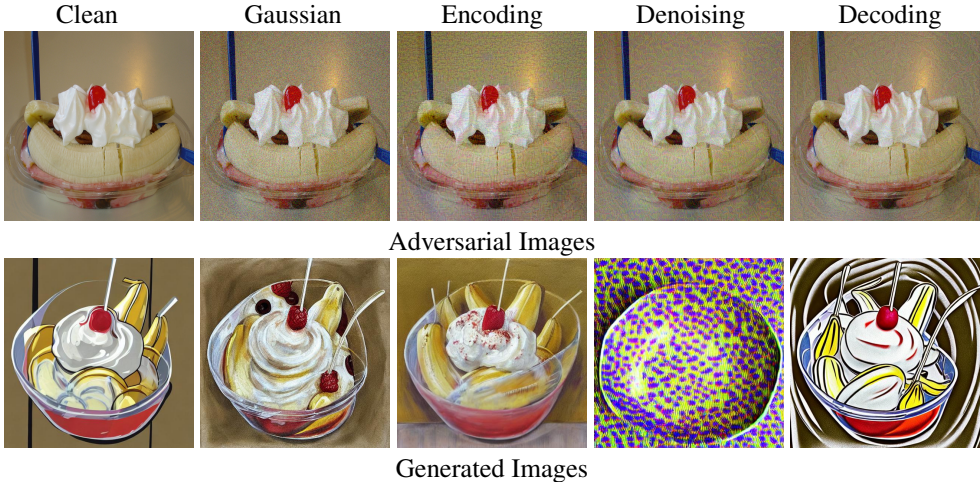 Clean Gaussian Encoding Denoising Decoding
Adversarial Images
Generated Images